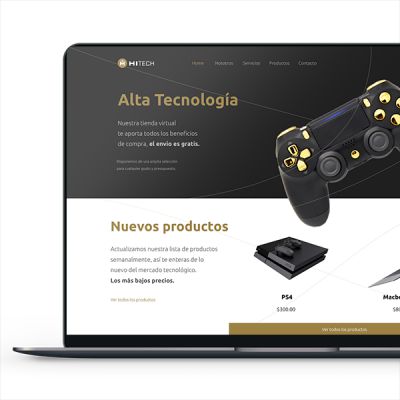 HITECH
Home Nosotros Servicios Productos Contacto
Alta Tecnología
Nuestra tienda virtual
te aporta todos los beneficios
de compra, el envío es gratis.
Disponemos de una amplia selección
para cualquier gusto y presupuesto.
Nuevos productos
Actualizamos nuestra lista de productos
semanalmente, así te enteras de lo
nuevo del mercado tecnológico.
Los más bajos precios.
Ver todos los productos
PS4
$300.00
Macbo
$80
Ver todos los productos